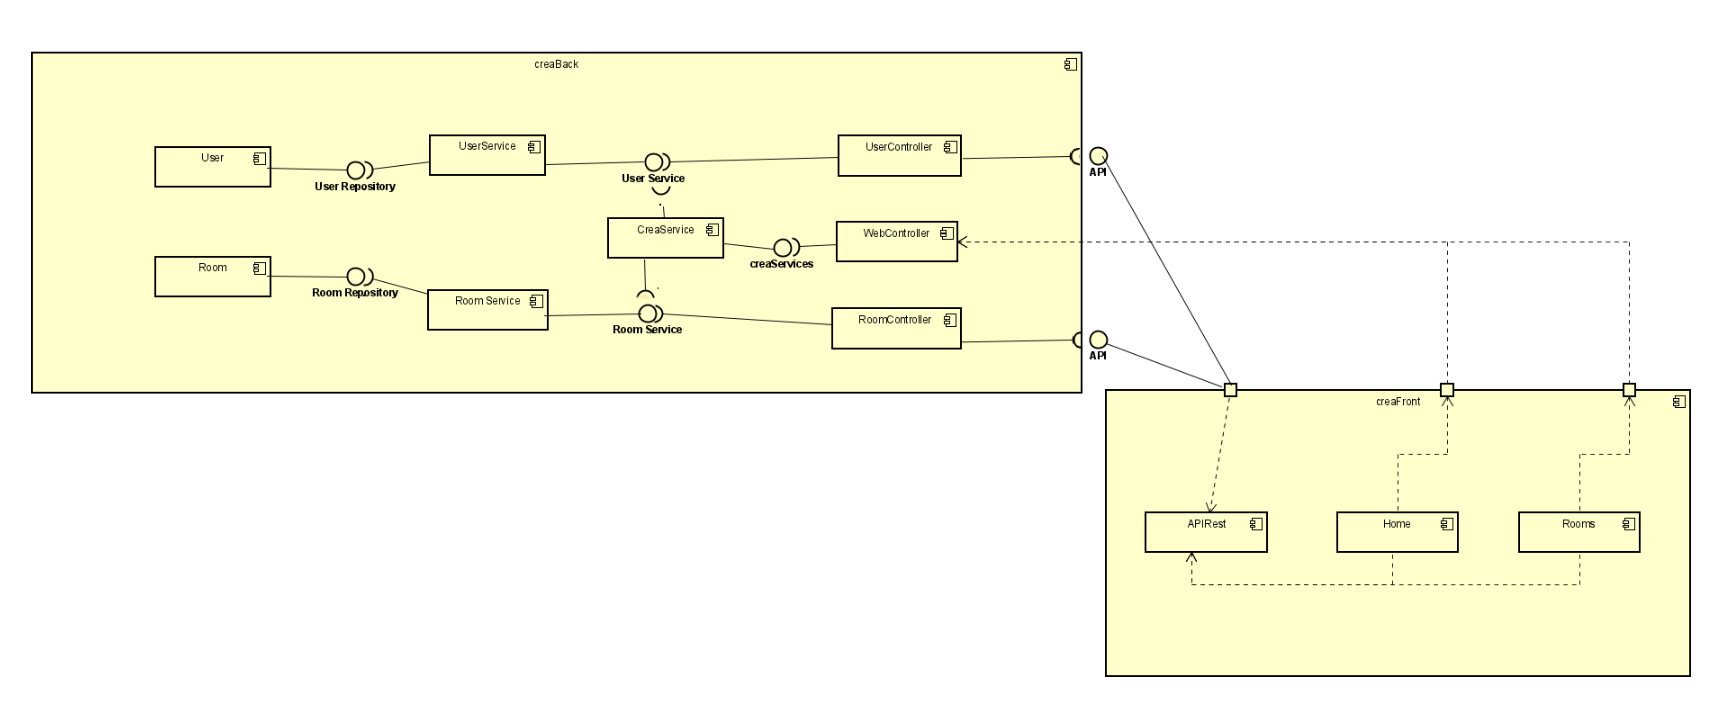 creaBack
User
User Repository
UserService
User Service
UserController
API
CreaService
creaServices
WebController
Room
Room Repository
Room Service
Room Service
RoomController
API
creaFront
APIRest
Home
Rooms